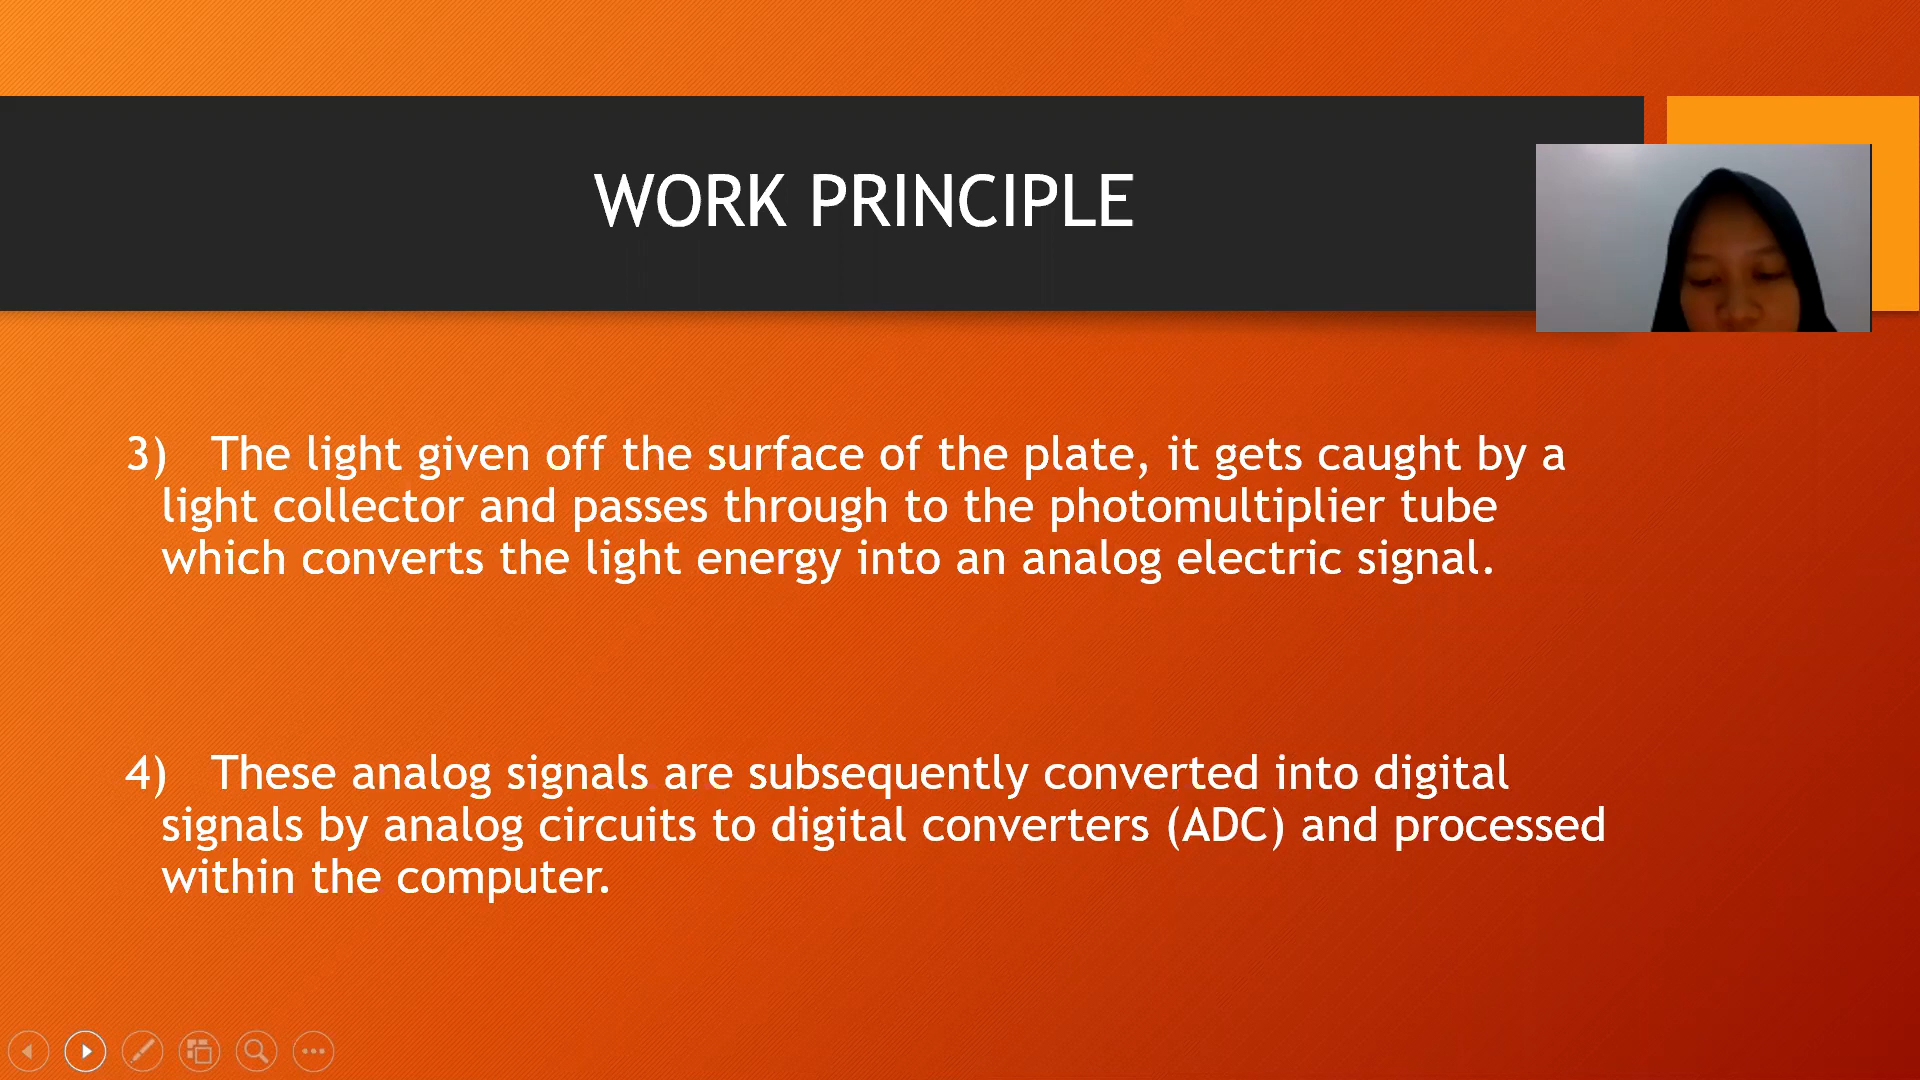 WORK PRINCIPLE
3) The light given off the surface of the plate, it gets caught by a
light collector and passes through to the photomultiplier tube
which converts the light energy into an analog electric signal.
4) These analog signals are subsequently converted into digital
signals by analog circuits to digital converters (ADC) and processed
within the computer.